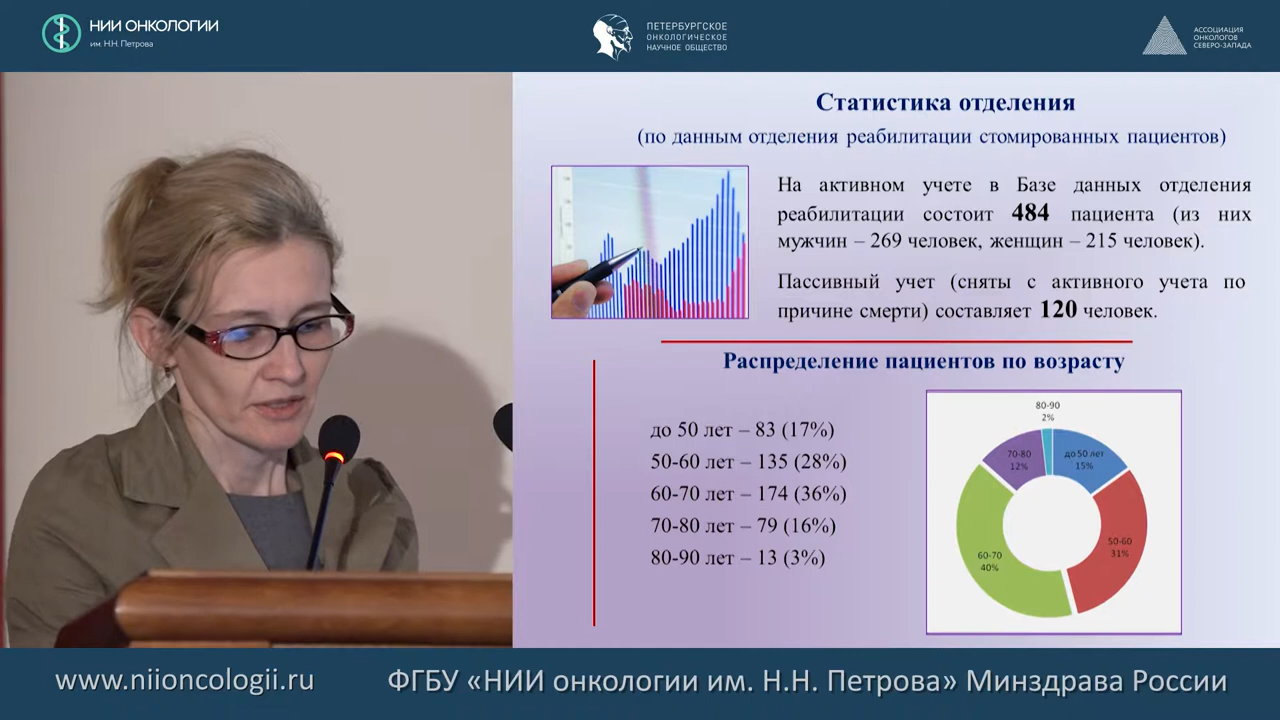 НИИ ОНКОЛОГИИ
им. Н.Н. Петрова
ПЕТЕРБУРГСКОЕ
ОНКОЛОГИЧЕСКОЕ
НАУЧНОЕ ОБЩЕСТВО
АССОЦИАЦИЯ
ОНКОЛОГОВ
СЕВЕРО-ЗАПАДА
Статистика отделения
(по данным отделения реабилитации стомированных пациентов)
На активном учете в Базе данных отделения
реабилитации состоит 484 пациента (из них
мужчин – 269 человек, женщин – 215 человек).
Пассивный учет (сняты с активного учета по
причине смерти) составляет 120 человек.
Распределение пациентов по возрасту
до 50 лет – 83 (17%)
50-60 лет – 135 (28%)
60-70 лет – 174 (36%)
70-80 лет – 79 (16%)
80-90 лет – 13 (3%)
80-90
2%
до 50 лет
15%
70-80
12%
50-60
31%
60-70
40%
www.niioncologii.ru
ФГБУ «НИИ онкологии им. Н.Н. Петрова» Минздрава России